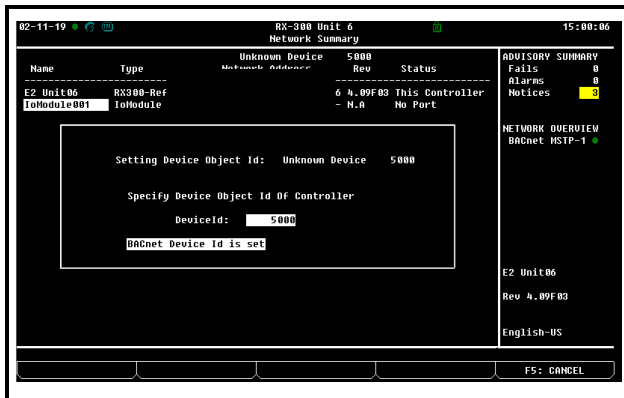 02-11-19 RX-300 Unit 6 15:00:06
Network Summary
Unknown Device 5000
Name Type Network Address Rev Status
E2 Unit06 RX300-Ref 6 4.09F03 This Controller
IoModule001 IoModule - N.A No Port
Setting Device Object Id: Unknown Device 5000
Specify Device Object Id Of Controller
DeviceId: 5000
BACnet Device Id is set
ADVISORY SUMMARY
Fails 0
Alarms 0
Notices 3
NETWORK OVERVIEW
BACnet MSTP-1
E2 Unit06
Rev 4.09F03
English-US
F5: CANCEL